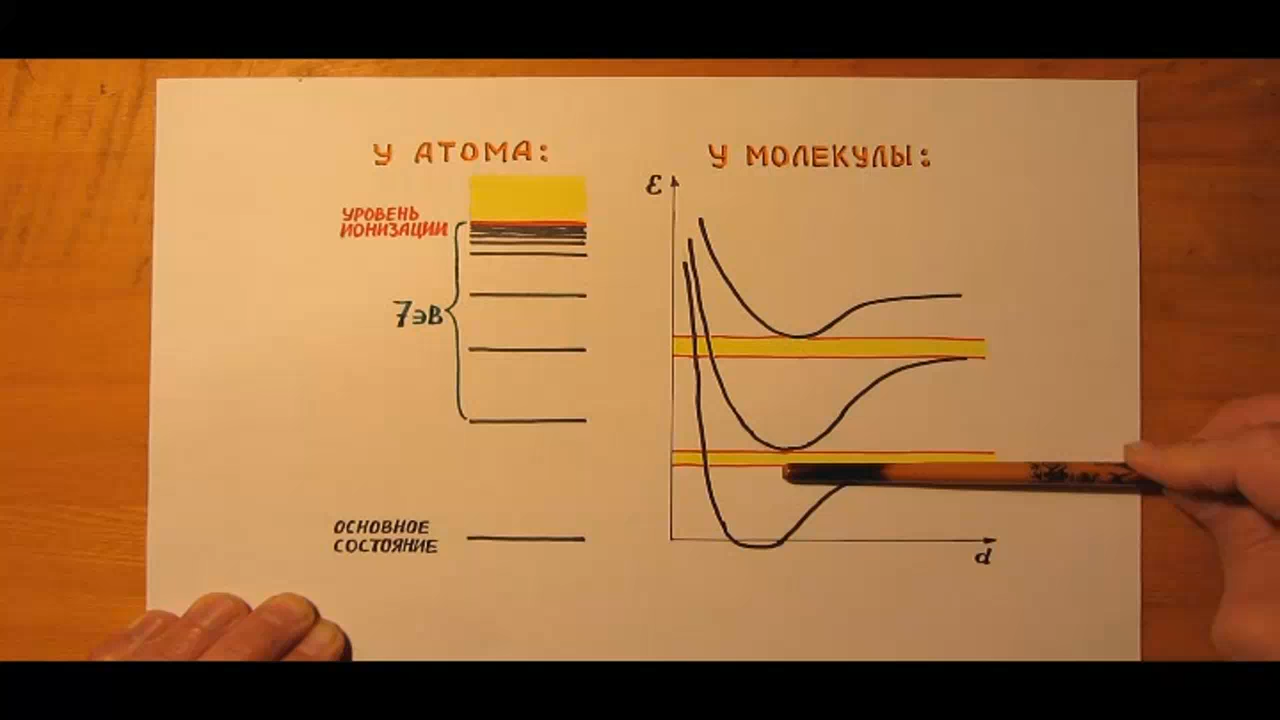 У АТОМА:
У МОЛЕКУЛЫ:
ε
УРОВЕНЬ
ИОНИЗАЦИИ
7эВ
ОСНОВНОЕ
СОСТОЯНИЕ
d